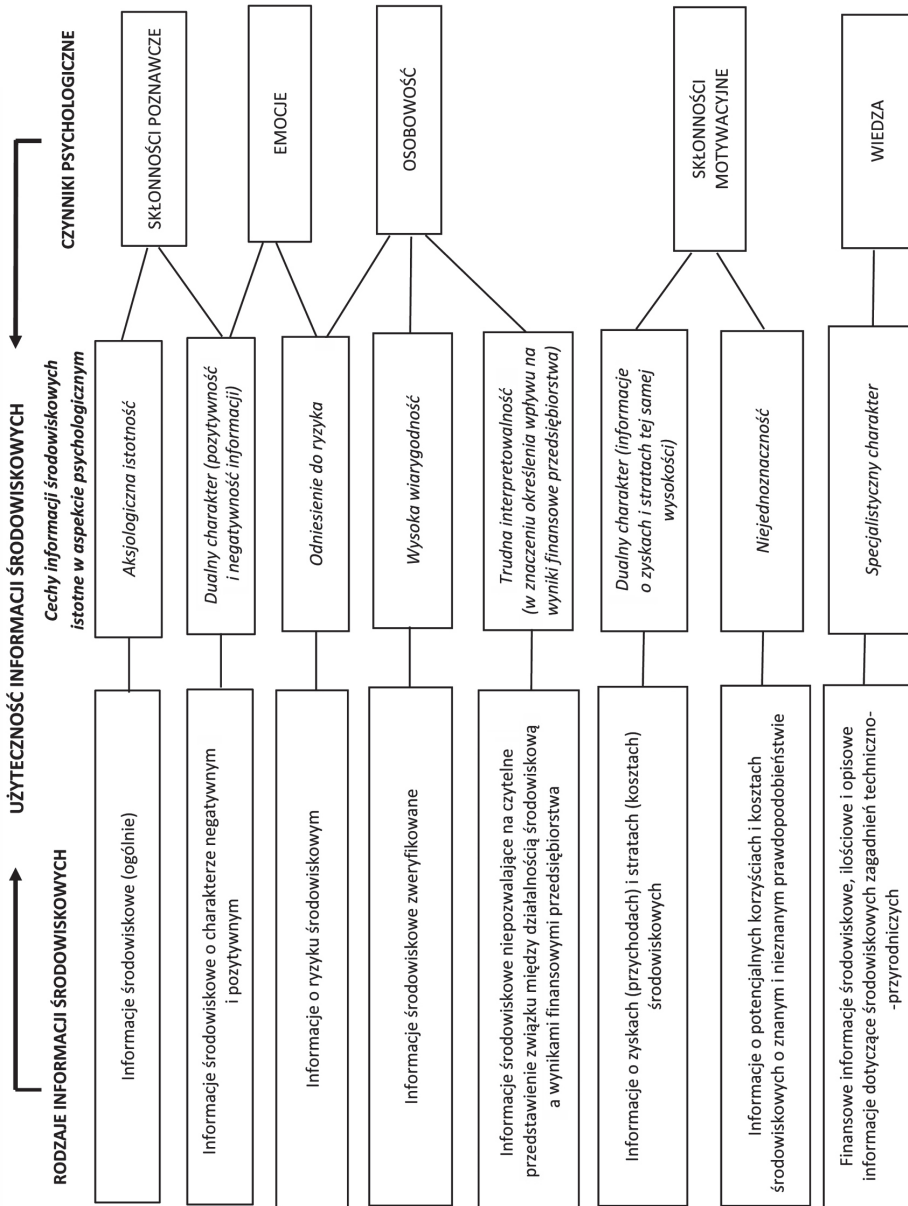 UŻYTECZNOŚĆ INFORMACJI ŚRODOWISKOWYCH
RODZAJE INFORMACJI ŚRODOWISKOWYCH
Cechy informacji środowiskowych
istotne w aspekcie psychologicznym
CZYNNIKI PSYCHOLOGICZNE
Informacje środowiskowe (ogólnie)
Aksjologiczna istotność
SKŁONNOŚCI POZNAWCZE
Informacje środowiskowe o charakterze negatywnym
i pozytywnym
Dualny charakter (pozytywność
i negatywność informacji)
EMOCJE
Informacje o ryzyku środowiskowym
Odniesienie do ryzyka
Informacje środowiskowe zweryfikowane
Wysoka wiarygodność
OSOBOWOŚĆ
Informacje środowiskowe niepozwalające na czytelne
przedstawienie związku między działalnością środowiskową
a wynikami finansowymi przedsiębiorstwa
Trudna interpretowalność
(w znaczeniu określenia wpływu na
wyniki finansowe przedsiębiorstwa)
Informacje o zyskach (przychodach) i stratach (kosztach)
środowiskowych
Dualny charakter (informacje
o zyskach i stratach tej samej
wysokości)
SKŁONNOŚCI
MOTYWACYJNE
Informacje o potencjalnych korzyściach i kosztach
środowiskowych o znanym i nieznanym prawdopodobieństwie
Niejednoznaczność
Finansowe informacje środowiskowe, ilościowe i opisowe
informacje dotyczące środowiskowych zagadnień techniczno-
-przyrodniczych
Specjalistyczny charakter
WIEDZA